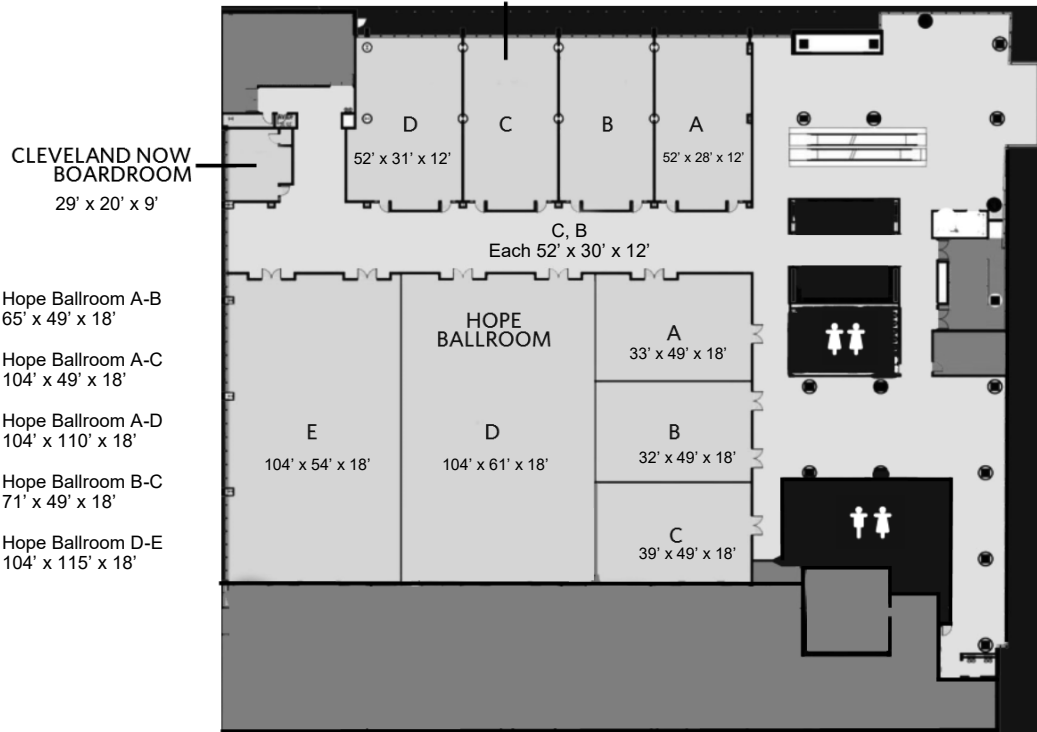 D
C
B
A
52’ x 31’ x 12’
52’ x 28’ x 12’
CLEVELAND NOW
BOARDROOM
29’ x 20’ x 9’
C, B
Each 52’ x 30’ x 12’
Hope Ballroom A-B
65’ x 49’ x 18’
Hope Ballroom A-C
104’ x 49’ x 18’
Hope Ballroom A-D
104’ x 110’ x 18’
Hope Ballroom B-C
71’ x 49’ x 18’
Hope Ballroom D-E
104’ x 115’ x 18’
HOPE
BALLROOM
A
33’ x 49’ x 18’
E
104’ x 54’ x 18’
D
104’ x 61’ x 18’
B
32’ x 49’ x 18’
C
39’ x 49’ x 18’